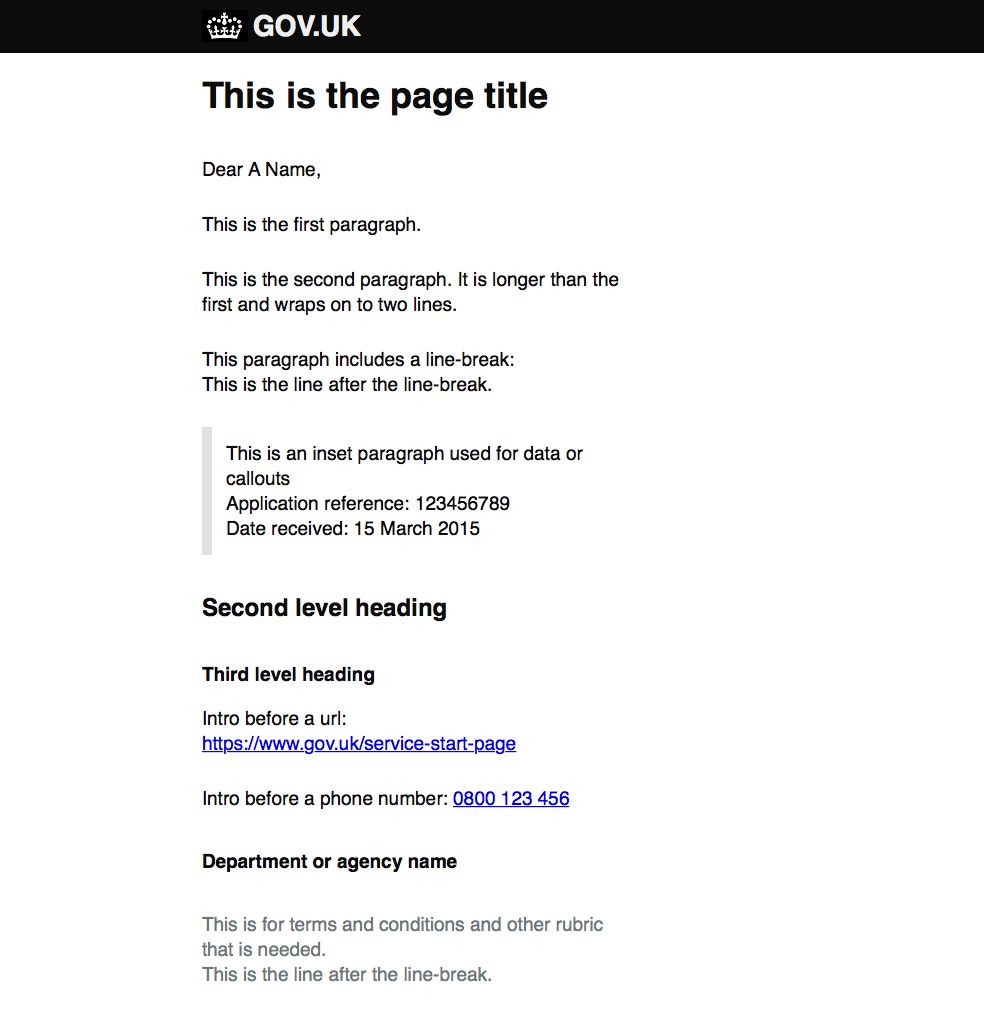 GOV.UK
This is the page title
Dear A Name,
This is the first paragraph.
This is the second paragraph. It is longer than the
first and wraps on to two lines.
This paragraph includes a line-break:
This is the line after the line-break.
This is an inset paragraph used for data or
callouts
Application reference: 123456789
Date received: 15 March 2015
Second level heading
Third level heading
Intro before a url:
https://www.gov.uk/service-start-page
Intro before a phone number: 0800 123 456
Department or agency name
This is for terms and conditions and other rubric
that is needed.
This is the line after the line-break.